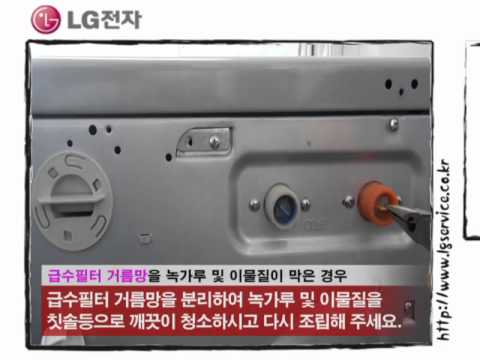 LG전자
급수필터 거름망을 녹가루 및 이물질이 막은 경우
급수필터 거름망을 분리하여 녹가루 및 이물질을
칫솔등으로 깨끗이 청소하시고 다시 조립해 주세요.
http://www.lgservice.co.kr